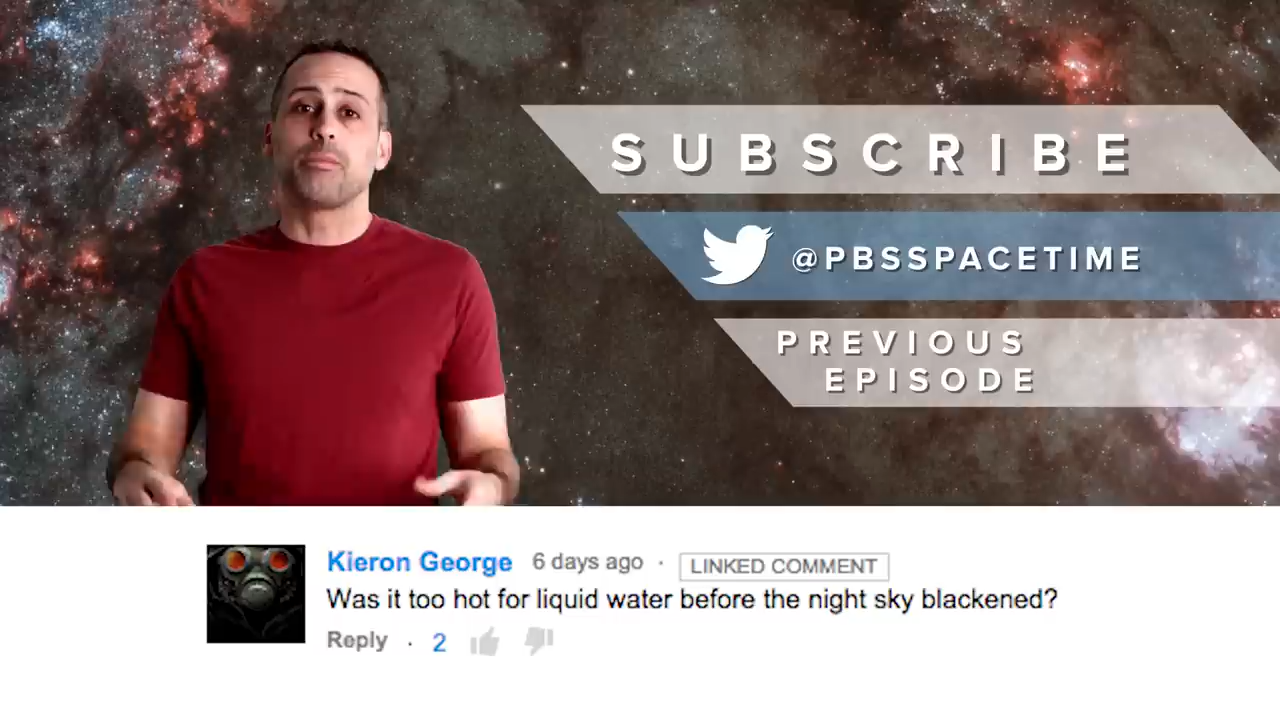 SUBSCRIBE
@PBSSPACETIME
PREVIOUS
EPISODE
Kieron George 6 days ago · LINKED COMMENT
Was it too hot for liquid water before the night sky blackened?
Reply · 2